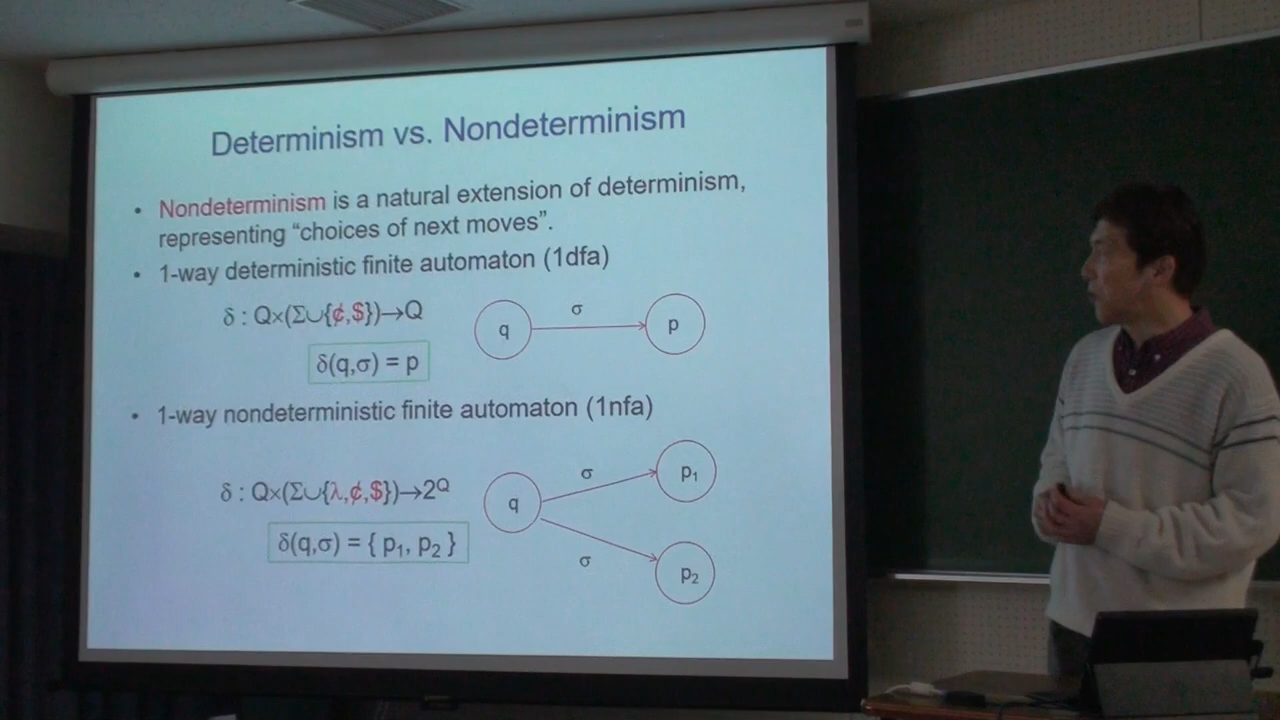 Determinism vs. Nondeterminism
• Nondeterminism is a natural extension of determinism,
representing “choices of next moves”.
• 1-way deterministic finite automaton (1dfa)
δ : Q×(Σ∪{¢,$})→Q
q
σ
p
δ(q,σ) = p
• 1-way nondeterministic finite automaton (1nfa)
δ : Q×(Σ∪{λ,¢,$})→2^Q
q
σ
p₁
δ(q,σ) = { p₁, p₂ }
σ
p₂